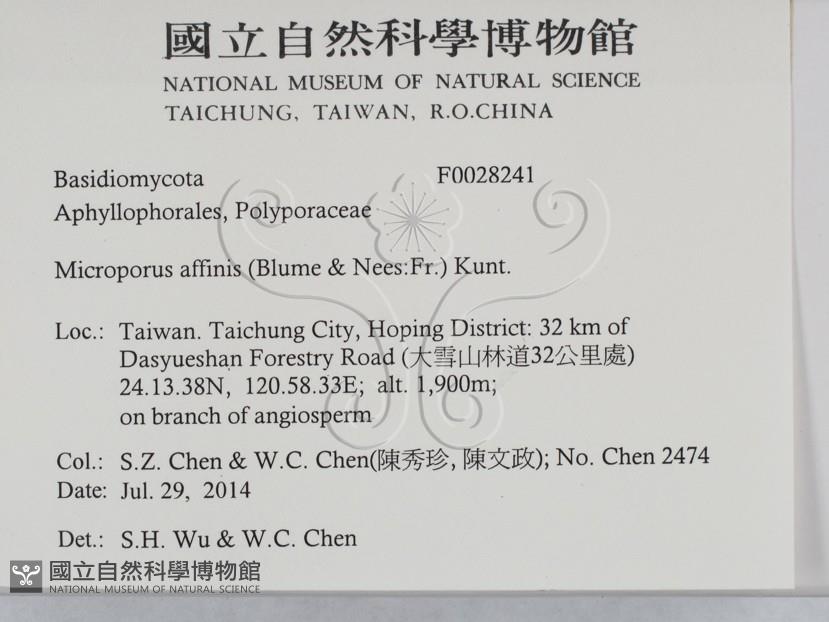 國立自然科學博物館
NATIONAL MUSEUM OF NATURAL SCIENCE
TAICHUNG, TAIWAN, R.O.CHINA
Basidiomycota F0028241
Aphyllophorales, Polyporaceae
Microporus affinis (Blume & Nees:Fr.) Kunt.
Loc.: Taiwan. Taichung City, Hoping District: 32 km of
Dasyueshan Forestry Road (大雪山林道32公里處)
24.13.38N, 120.58.33E; alt. 1,900m;
on branch of angiosperm
Col.: S.Z. Chen & W.C. Chen(陳秀珍, 陳文政); No. Chen 2474
Date: Jul. 29, 2014
Det.: S.H. Wu & W.C. Chen
國立自然科學博物館
NATIONAL MUSEUM OF NATURAL SCIENCE